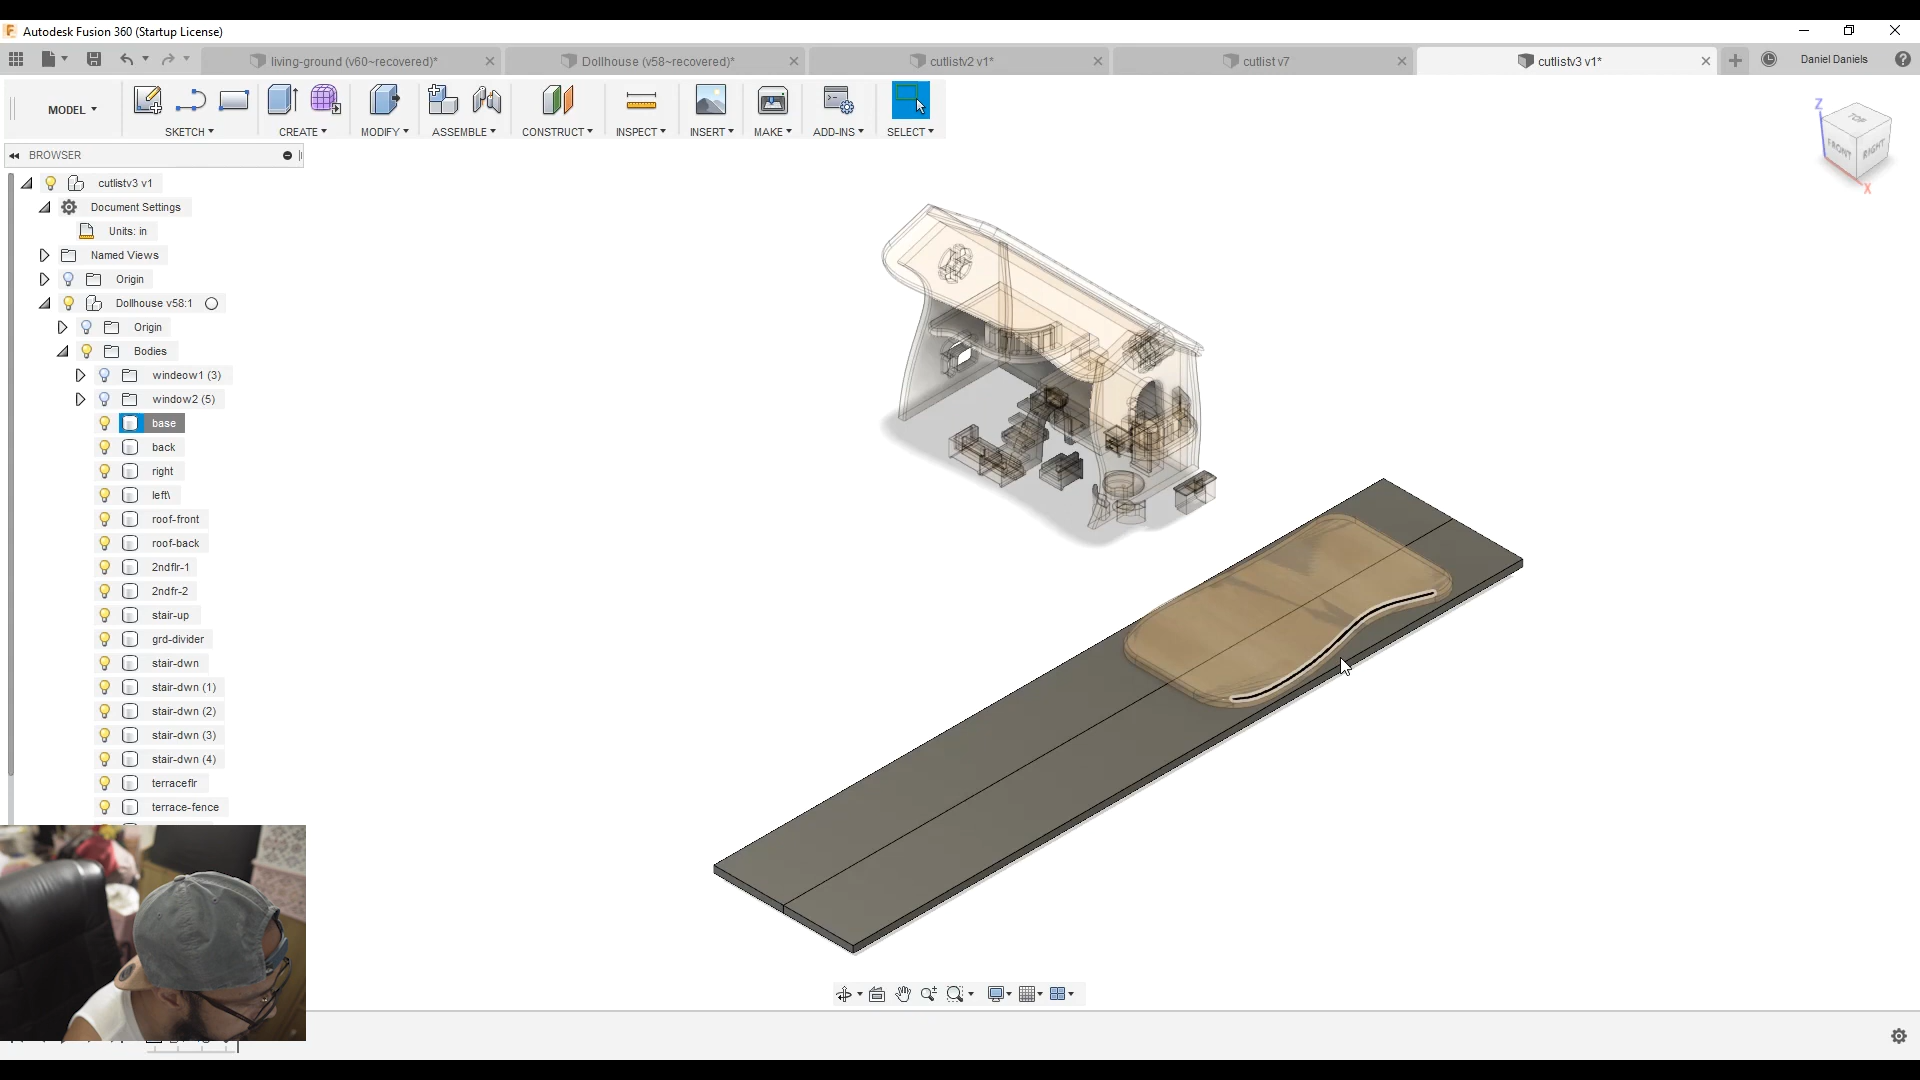 Autodesk Fusion 360 (Startup License)
living-ground (v60~recovered)*
Dollhouse (v58~recovered)*
cutlistv2 v1*
cutlist v7
cutlistv3 v1*
Daniel Daniels
MODEL
SKETCH
CREATE
MODIFY
ASSEMBLE
CONSTRUCT
INSPECT
INSERT
MAKE
ADD-INS
SELECT
Z
TOP
FRONT
RIGHT
X
BROWSER
cutlistv3 v1
Document Settings
Units: in
Named Views
Origin
Dollhouse v58:1
Origin
Bodies
windeow1 (3)
window2 (5)
base
back
right
left\
roof-front
roof-back
2ndflr-1
2ndfr-2
stair-up
grd-divider
stair-dwn
stair-dwn (1)
stair-dwn (2)
stair-dwn (3)
stair-dwn (4)
terraceflr
terrace-fence